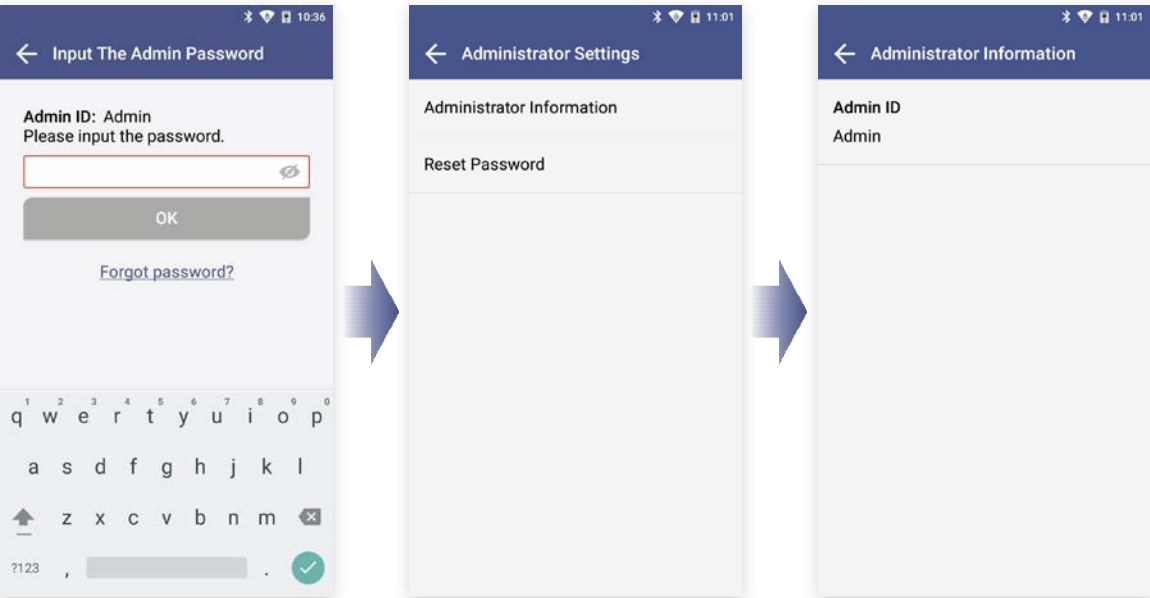 10:36
Input The Admin Password
Admin ID: Admin
Please input the password.
OK
Forgot password?
1 2 3 4 5 6 7 8 9 0
q w e r t y u i o p
a s d f g h j k l
z x c v b n m
?123 , .
11:01
Administrator Settings
Administrator Information
Reset Password
11:01
Administrator Information
Admin ID
Admin